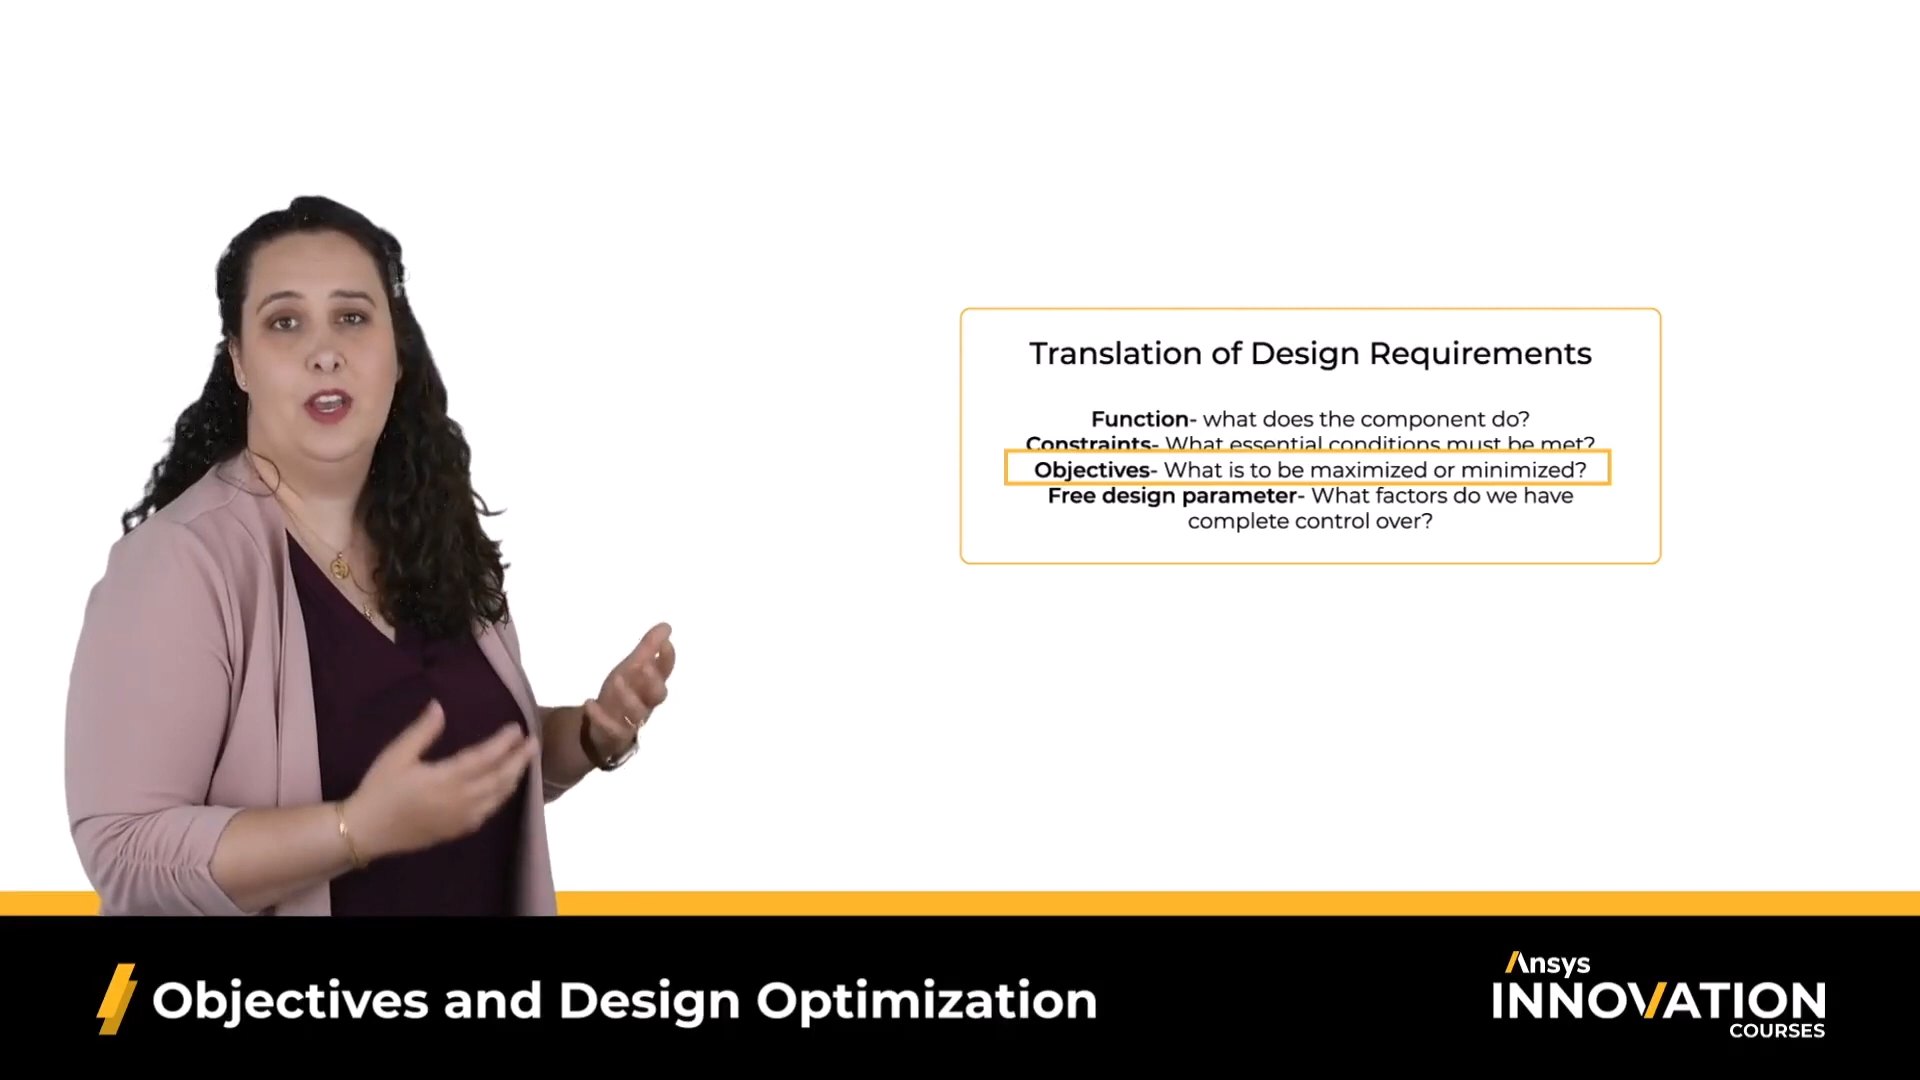 Translation of Design Requirements
Function- what does the component do?
Constraints- What essential conditions must be met?
Objectives- What is to be maximized or minimized?
Free design parameter- What factors do we have
complete control over?
Objectives and Design Optimization
Ansys
INNOVATION
COURSES